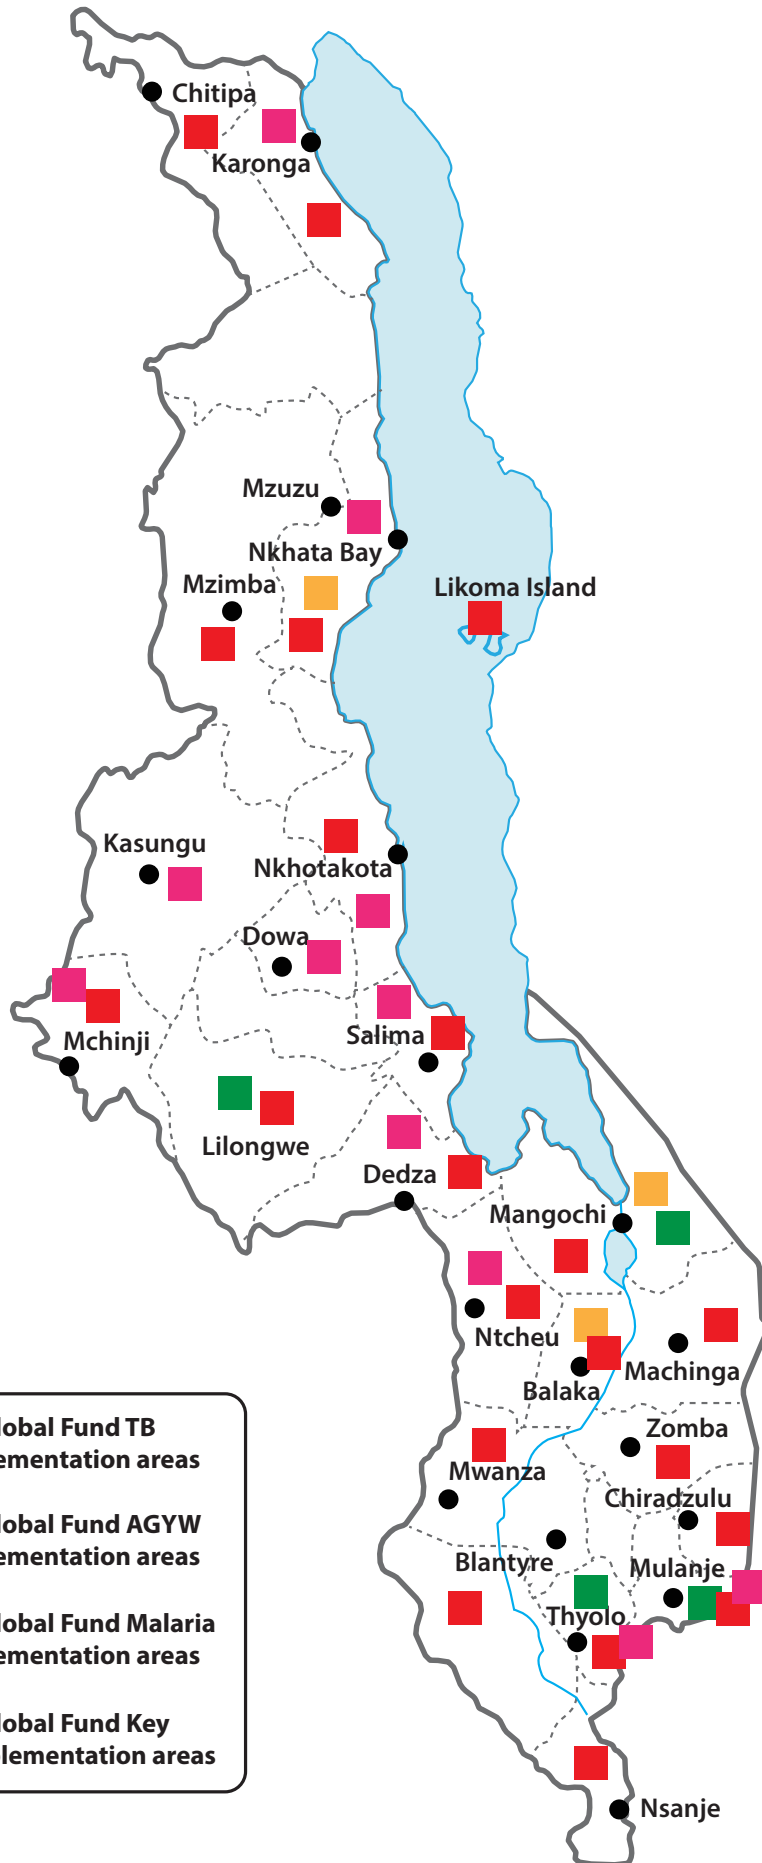 Chitipa
Karonga
Mzuzu
Nkhata Bay
Mzimba
Likoma Island
Kasungu
Nkhotakota
Dowa
Salima
Mchinji
Lilongwe
Dedza
Mangochi
Ntcheu
Machinga
Balaka
Zomba
Mwanza
Chiradzulu
Blantyre
Mulanje
Thyolo
Nsanje
lobal Fund TB
ementation areas
lobal Fund AGYW
ementation areas
lobal Fund Malaria
ementation areas
lobal Fund Key
plementation areas